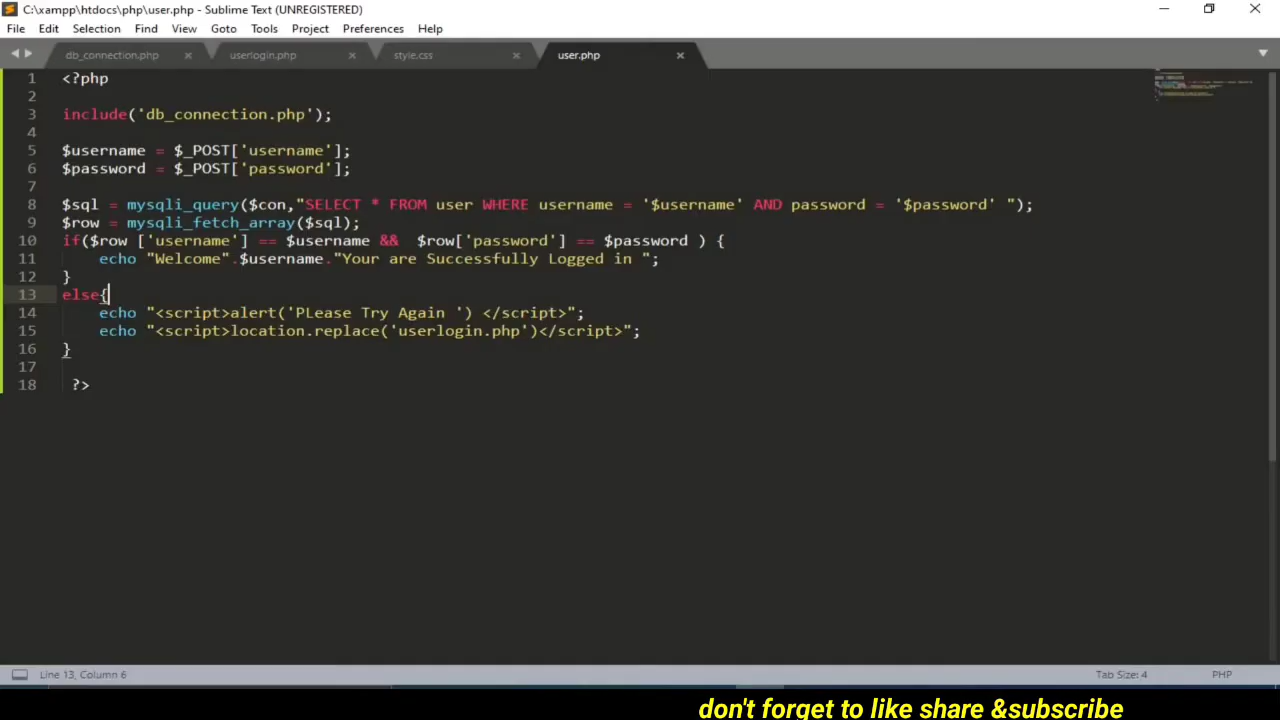 C:\xampp\htdocs\php\user.php - Sublime Text (UNREGISTERED)
File Edit Selection Find View Goto Tools Project Preferences Help
db_connection.php userlogin.php style.css user.php
1 <?php
2
3 include('db_connection.php');
4
5 $username = $_POST['username'];
6 $password = $_POST['password'];
7
8 $sql = mysqli_query($con,"SELECT * FROM user WHERE username = '$username' AND password = '$password' ");
9 $row = mysqli_fetch_array($sql);
10 if($row ['username'] == $username &&  $row['password'] == $password ) {
11     echo "Welcome".$username."Your are Successfully Logged in ";
12 }
13 else{
14     echo "<script>alert('PLease Try Again ') </script>";
15     echo "<script>location.replace('userlogin.php')</script>";
16 }
17
18  ?>
Line 13, Column 6 Tab Size: 4 PHP
don't forget to like share &subscribe